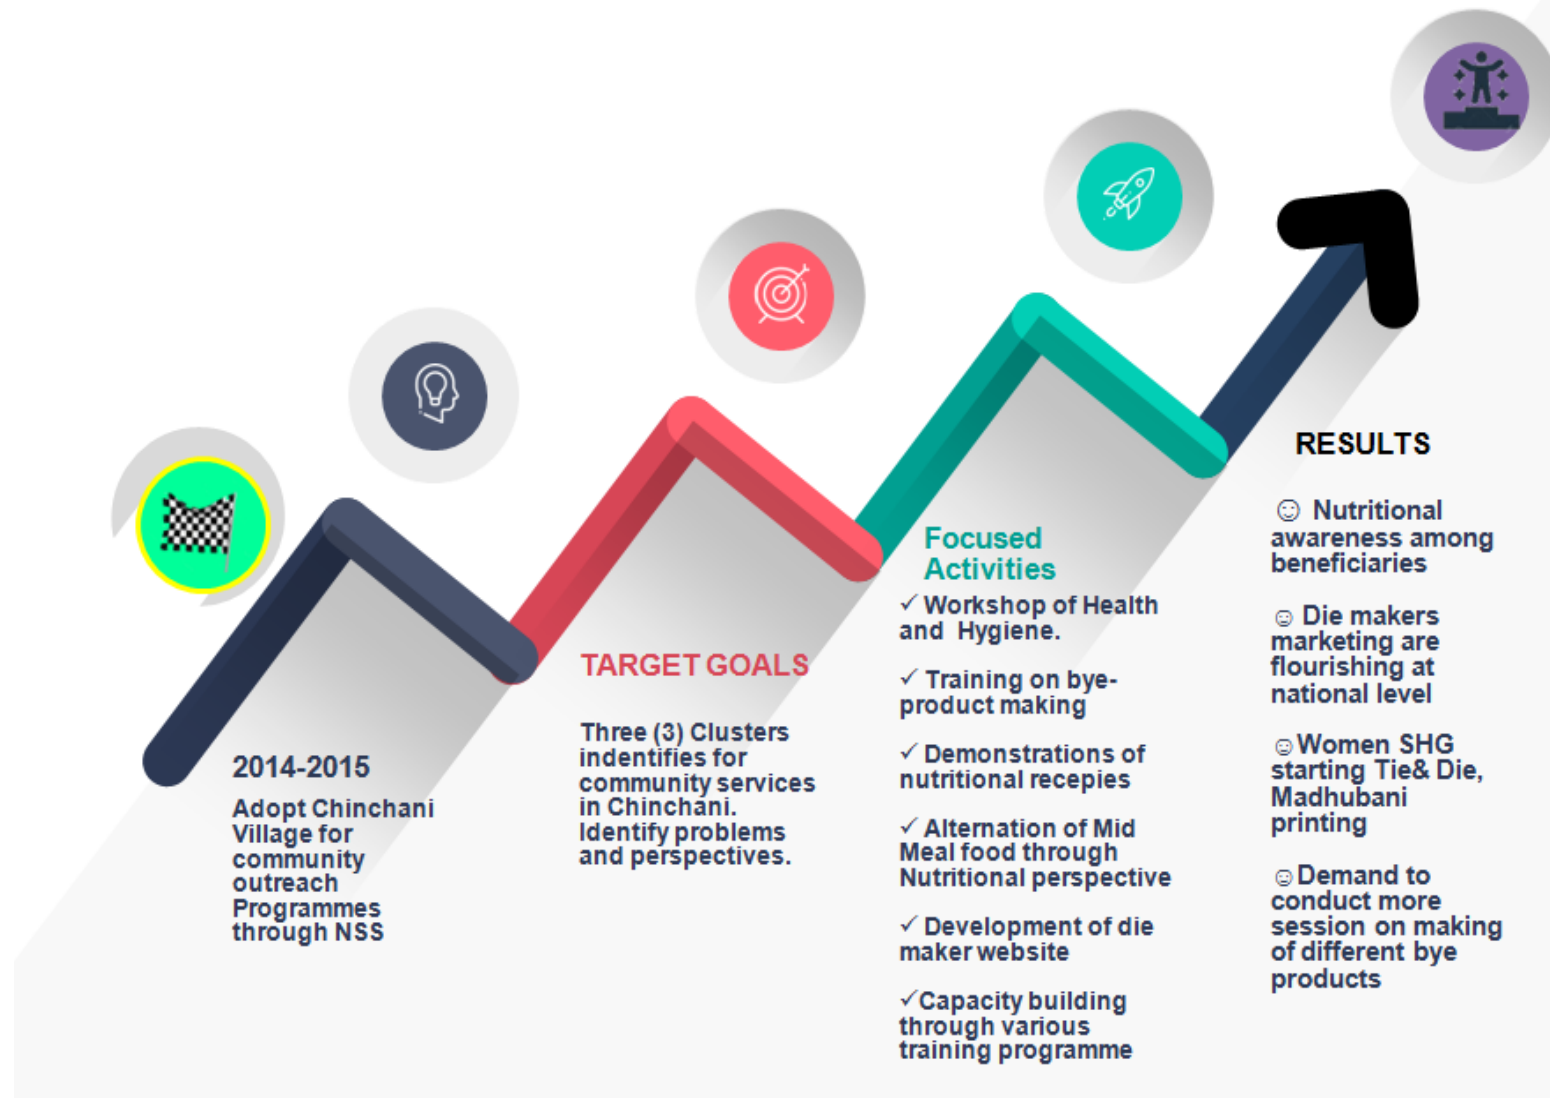 2014-2015
Adopt Chinchani
Village for
community
outreach
Programmes
through NSS
TARGET GOALS
Three (3) Clusters
indentifies for
community services
in Chinchani.
Identify problems
and perspectives.
Focused
Activities
✓ Workshop of Health
and Hygiene.
✓ Training on bye-
product making
✓ Demonstrations of
nutritional recepies
✓ Alternation of Mid
Meal food through
Nutritional perspective
✓ Development of die
maker website
✓Capacity building
through various
training programme
RESULTS
☺ Nutritional
awareness among
beneficiaries
☺ Die makers
marketing are
flourishing at
national level
☺Women SHG
starting Tie& Die,
Madhubani
printing
☺Demand to
conduct more
session on making
of different bye
products